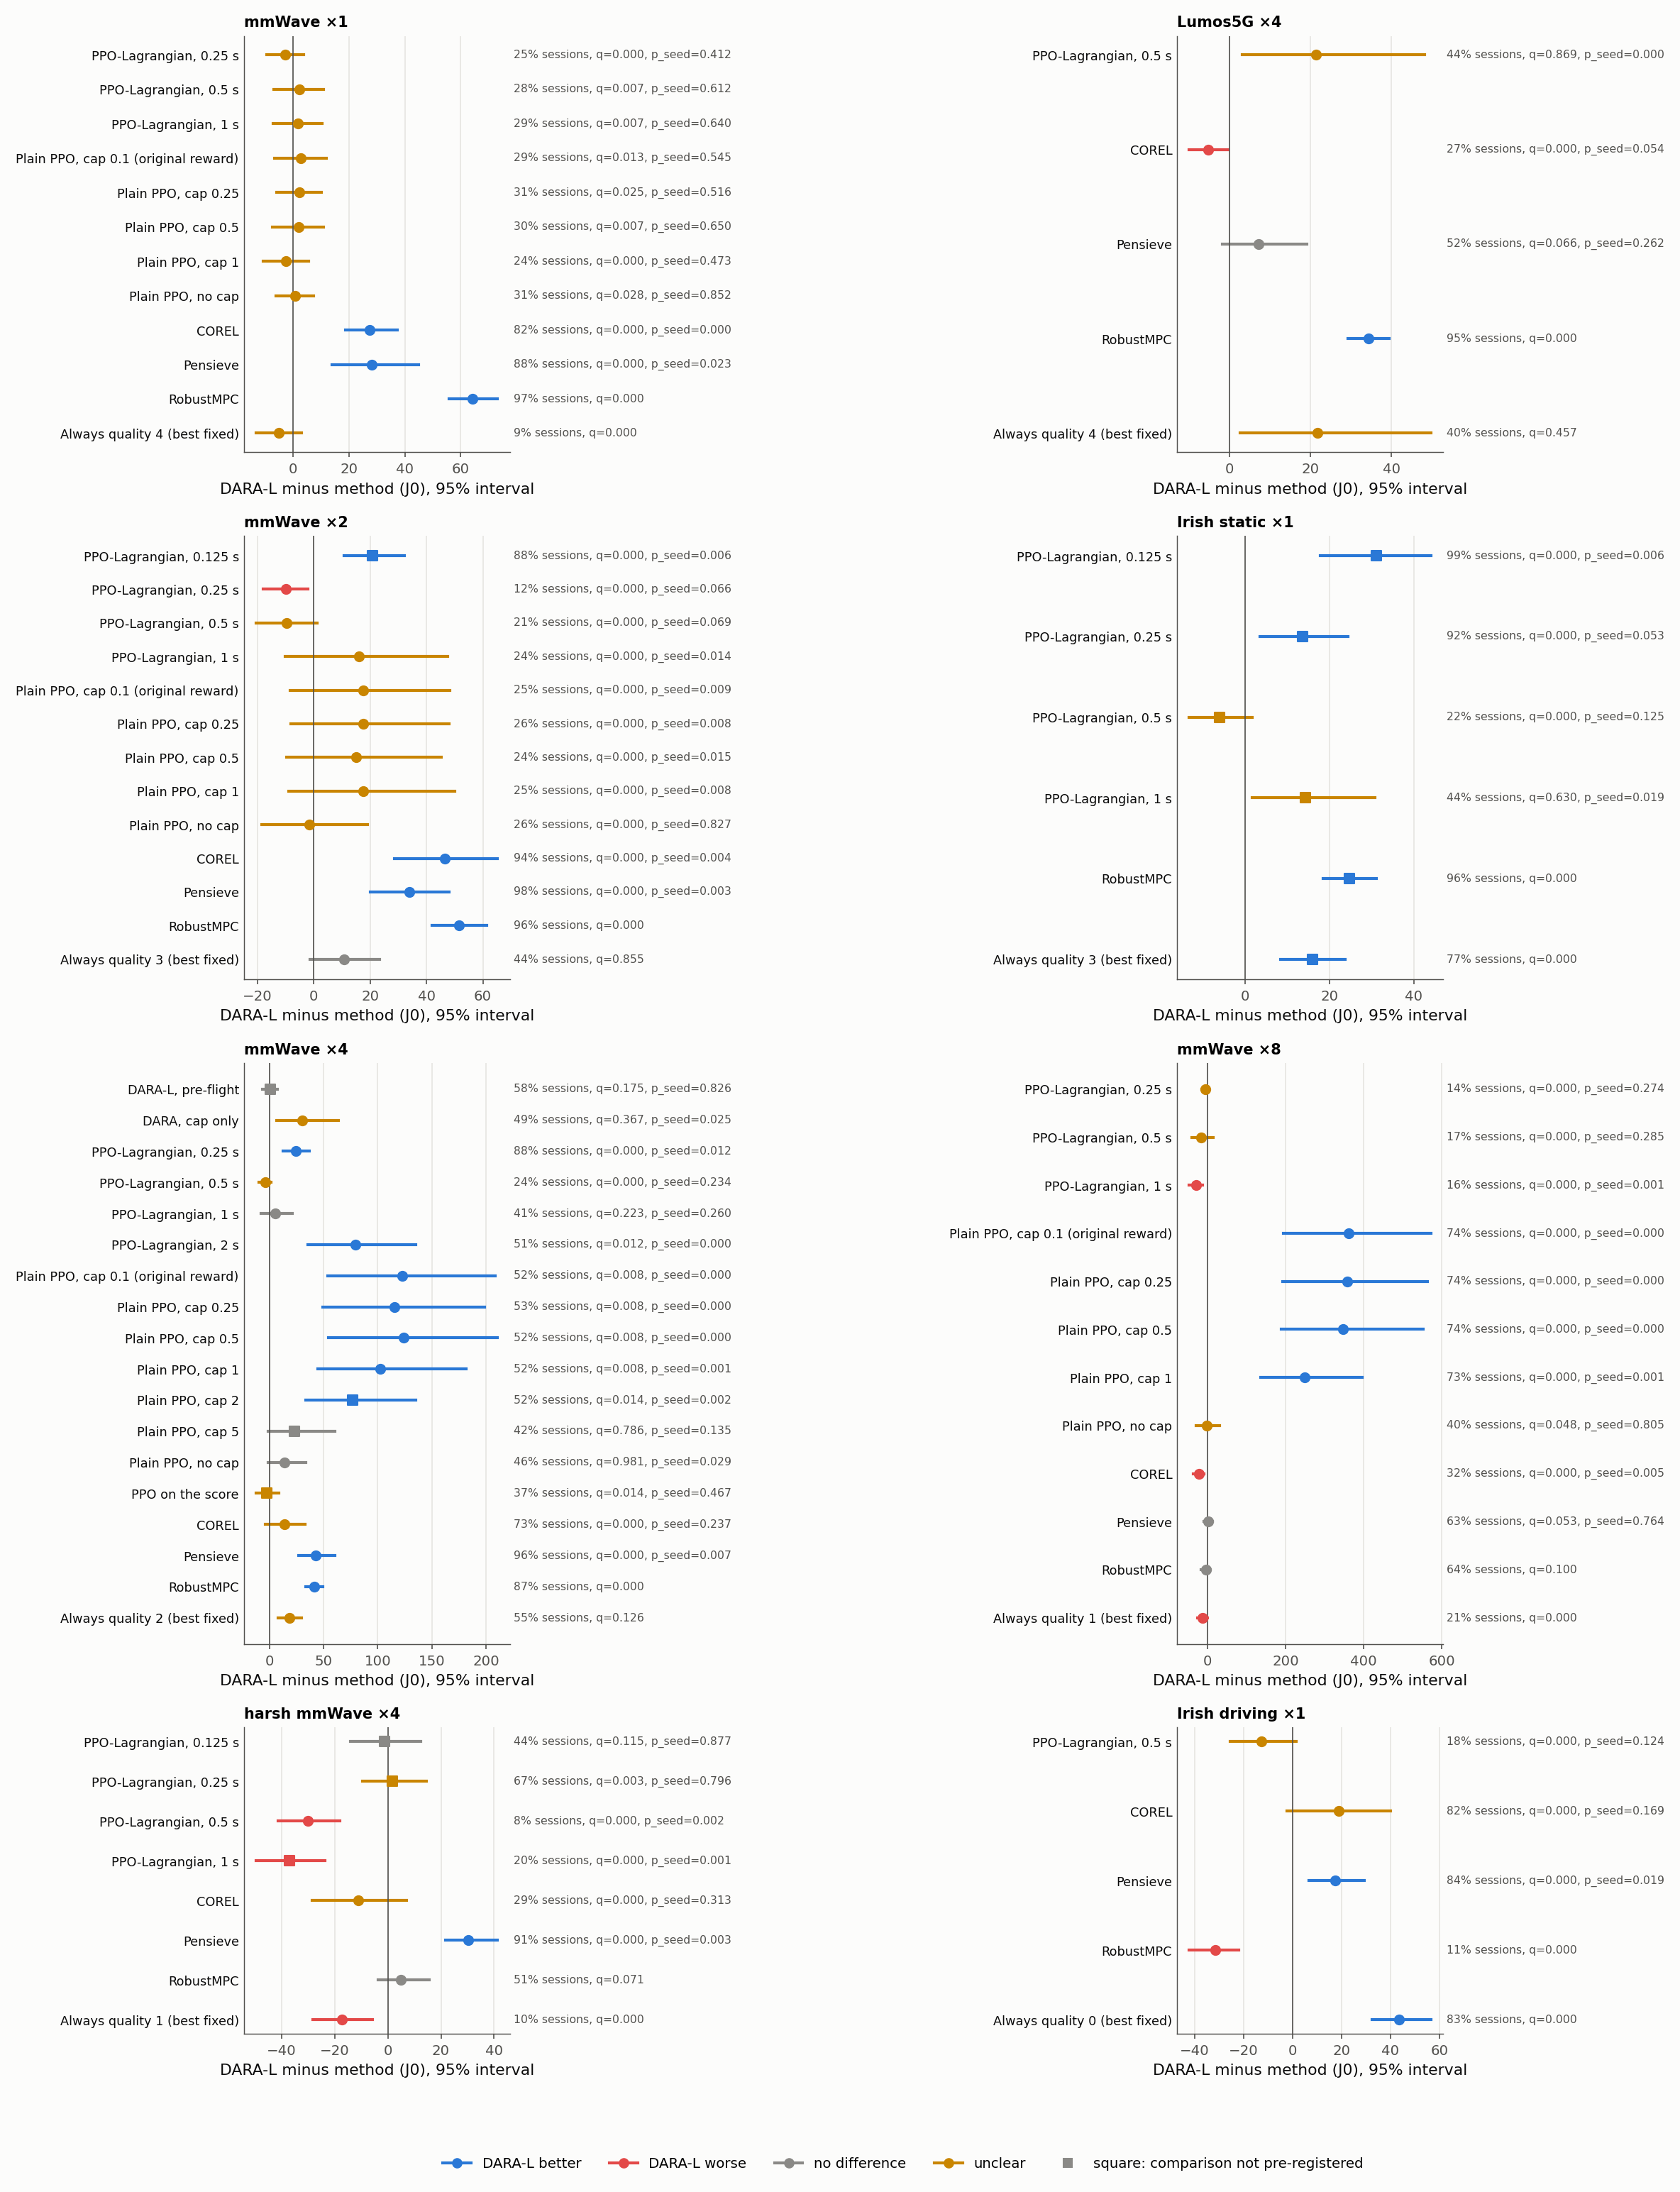 mmWave ×1
PPO-Lagrangian, 0.25 s 25% sessions, q=0.000, p_seed=0.412
PPO-Lagrangian, 0.5 s 28% sessions, q=0.007, p_seed=0.612
PPO-Lagrangian, 1 s 29% sessions, q=0.007, p_seed=0.640
Plain PPO, cap 0.1 (original reward) 29% sessions, q=0.013, p_seed=0.545
Plain PPO, cap 0.25 31% sessions, q=0.025, p_seed=0.516
Plain PPO, cap 0.5 30% sessions, q=0.007, p_seed=0.650
Plain PPO, cap 1 24% sessions, q=0.000, p_seed=0.473
Plain PPO, no cap 31% sessions, q=0.028, p_seed=0.852
COREL 82% sessions, q=0.000, p_seed=0.000
Pensieve 88% sessions, q=0.000, p_seed=0.023
RobustMPC 97% sessions, q=0.000
Always quality 4 (best fixed) 9% sessions, q=0.000
0 20 40 60
DARA-L minus method (J0), 95% interval
Lumos5G ×4
PPO-Lagrangian, 0.5 s 44% sessions, q=0.869, p_seed=0.000
COREL 27% sessions, q=0.000, p_seed=0.054
Pensieve 52% sessions, q=0.066, p_seed=0.262
RobustMPC 95% sessions, q=0.000
Always quality 4 (best fixed) 40% sessions, q=0.457
0 20 40
DARA-L minus method (J0), 95% interval
mmWave ×2
PPO-Lagrangian, 0.125 s 88% sessions, q=0.000, p_seed=0.006
PPO-Lagrangian, 0.25 s 12% sessions, q=0.000, p_seed=0.066
PPO-Lagrangian, 0.5 s 21% sessions, q=0.000, p_seed=0.069
PPO-Lagrangian, 1 s 24% sessions, q=0.000, p_seed=0.014
Plain PPO, cap 0.1 (original reward) 25% sessions, q=0.000, p_seed=0.009
Plain PPO, cap 0.25 26% sessions, q=0.000, p_seed=0.008
Plain PPO, cap 0.5 24% sessions, q=0.000, p_seed=0.015
Plain PPO, cap 1 25% sessions, q=0.000, p_seed=0.008
Plain PPO, no cap 26% sessions, q=0.000, p_seed=0.827
COREL 94% sessions, q=0.000, p_seed=0.004
Pensieve 98% sessions, q=0.000, p_seed=0.003
RobustMPC 96% sessions, q=0.000
Always quality 3 (best fixed) 44% sessions, q=0.855
−20 0 20 40 60
DARA-L minus method (J0), 95% interval
Irish static ×1
PPO-Lagrangian, 0.125 s 99% sessions, q=0.000, p_seed=0.006
PPO-Lagrangian, 0.25 s 92% sessions, q=0.000, p_seed=0.053
PPO-Lagrangian, 0.5 s 22% sessions, q=0.000, p_seed=0.125
PPO-Lagrangian, 1 s 44% sessions, q=0.630, p_seed=0.019
RobustMPC 96% sessions, q=0.000
Always quality 3 (best fixed) 77% sessions, q=0.000
0 20 40
DARA-L minus method (J0), 95% interval
mmWave ×4
DARA-L, pre-flight 58% sessions, q=0.175, p_seed=0.826
DARA, cap only 49% sessions, q=0.367, p_seed=0.025
PPO-Lagrangian, 0.25 s 88% sessions, q=0.000, p_seed=0.012
PPO-Lagrangian, 0.5 s 24% sessions, q=0.000, p_seed=0.234
PPO-Lagrangian, 1 s 41% sessions, q=0.223, p_seed=0.260
PPO-Lagrangian, 2 s 51% sessions, q=0.012, p_seed=0.000
Plain PPO, cap 0.1 (original reward) 52% sessions, q=0.008, p_seed=0.000
Plain PPO, cap 0.25 53% sessions, q=0.008, p_seed=0.000
Plain PPO, cap 0.5 52% sessions, q=0.008, p_seed=0.000
Plain PPO, cap 1 52% sessions, q=0.008, p_seed=0.001
Plain PPO, cap 2 52% sessions, q=0.014, p_seed=0.002
Plain PPO, cap 5 42% sessions, q=0.786, p_seed=0.135
Plain PPO, no cap 46% sessions, q=0.981, p_seed=0.029
PPO on the score 37% sessions, q=0.014, p_seed=0.467
COREL 73% sessions, q=0.000, p_seed=0.237
Pensieve 96% sessions, q=0.000, p_seed=0.007
RobustMPC 87% sessions, q=0.000
Always quality 2 (best fixed) 55% sessions, q=0.126
0 50 100 150 200
DARA-L minus method (J0), 95% interval
mmWave ×8
PPO-Lagrangian, 0.25 s 14% sessions, q=0.000, p_seed=0.274
PPO-Lagrangian, 0.5 s 17% sessions, q=0.000, p_seed=0.285
PPO-Lagrangian, 1 s 16% sessions, q=0.000, p_seed=0.001
Plain PPO, cap 0.1 (original reward) 74% sessions, q=0.000, p_seed=0.000
Plain PPO, cap 0.25 74% sessions, q=0.000, p_seed=0.000
Plain PPO, cap 0.5 74% sessions, q=0.000, p_seed=0.000
Plain PPO, cap 1 73% sessions, q=0.000, p_seed=0.001
Plain PPO, no cap 40% sessions, q=0.048, p_seed=0.805
COREL 32% sessions, q=0.000, p_seed=0.005
Pensieve 63% sessions, q=0.053, p_seed=0.764
RobustMPC 64% sessions, q=0.100
Always quality 1 (best fixed) 21% sessions, q=0.000
0 200 400 600
DARA-L minus method (J0), 95% interval
harsh mmWave ×4
PPO-Lagrangian, 0.125 s 44% sessions, q=0.115, p_seed=0.877
PPO-Lagrangian, 0.25 s 67% sessions, q=0.003, p_seed=0.796
PPO-Lagrangian, 0.5 s 8% sessions, q=0.000, p_seed=0.002
PPO-Lagrangian, 1 s 20% sessions, q=0.000, p_seed=0.001
COREL 29% sessions, q=0.000, p_seed=0.313
Pensieve 91% sessions, q=0.000, p_seed=0.003
RobustMPC 51% sessions, q=0.071
Always quality 1 (best fixed) 10% sessions, q=0.000
−40 −20 0 20 40
DARA-L minus method (J0), 95% interval
Irish driving ×1
PPO-Lagrangian, 0.5 s 18% sessions, q=0.000, p_seed=0.124
COREL 82% sessions, q=0.000, p_seed=0.169
Pensieve 84% sessions, q=0.000, p_seed=0.019
RobustMPC 11% sessions, q=0.000
Always quality 0 (best fixed) 83% sessions, q=0.000
−40 −20 0 20 40 60
DARA-L minus method (J0), 95% interval
DARA-L better DARA-L worse no difference unclear square: comparison not pre-registered